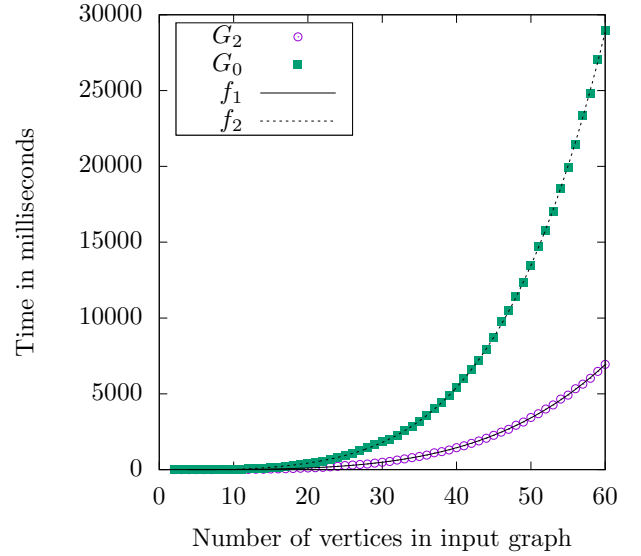 30000
25000
20000
15000
10000
5000
0
Time in milliseconds
G2
G0
f1
f2
0 10 20 30 40 50 60
Number of vertices in input graph